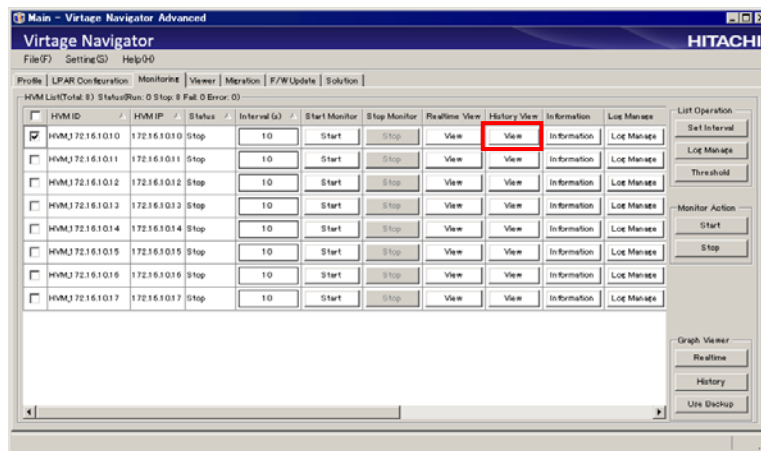 Main - Virtage Navigator Advanced
Virtage Navigator
HITACHI
File(F) Setting(S) Help(H)
Profile LPAR Configuration Monitoring Viewer Migration F/W Update Solution
HVM List(Total: 8) Status(Run: 0 Stop: 8 Fail: 0 Error: 0)
HVM ID HVM IP Status Interval (s) Start Monitor Stop Monitor Realtime View History View Information Log Manage
HVM_172.16.10.10 172.16.10.10 Stop 10 Start Stop View View Information Log Manage
HVM_172.16.10.11 172.16.10.11 Stop 10 Start Stop View View Information Log Manage
HVM_172.16.10.12 172.16.10.12 Stop 10 Start Stop View View Information Log Manage
HVM_172.16.10.13 172.16.10.13 Stop 10 Start Stop View View Information Log Manage
HVM_172.16.10.14 172.16.10.14 Stop 10 Start Stop View View Information Log Manage
HVM_172.16.10.15 172.16.10.15 Stop 10 Start Stop View View Information Log Manage
HVM_172.16.10.16 172.16.10.16 Stop 10 Start Stop View View Information Log Manage
HVM_172.16.10.17 172.16.10.17 Stop 10 Start Stop View View Information Log Manage
List Operation
Set Interval
Log Manage
Threshold
Monitor Action
Start
Stop
Graph Viewer
Realtime
History
Use Backup